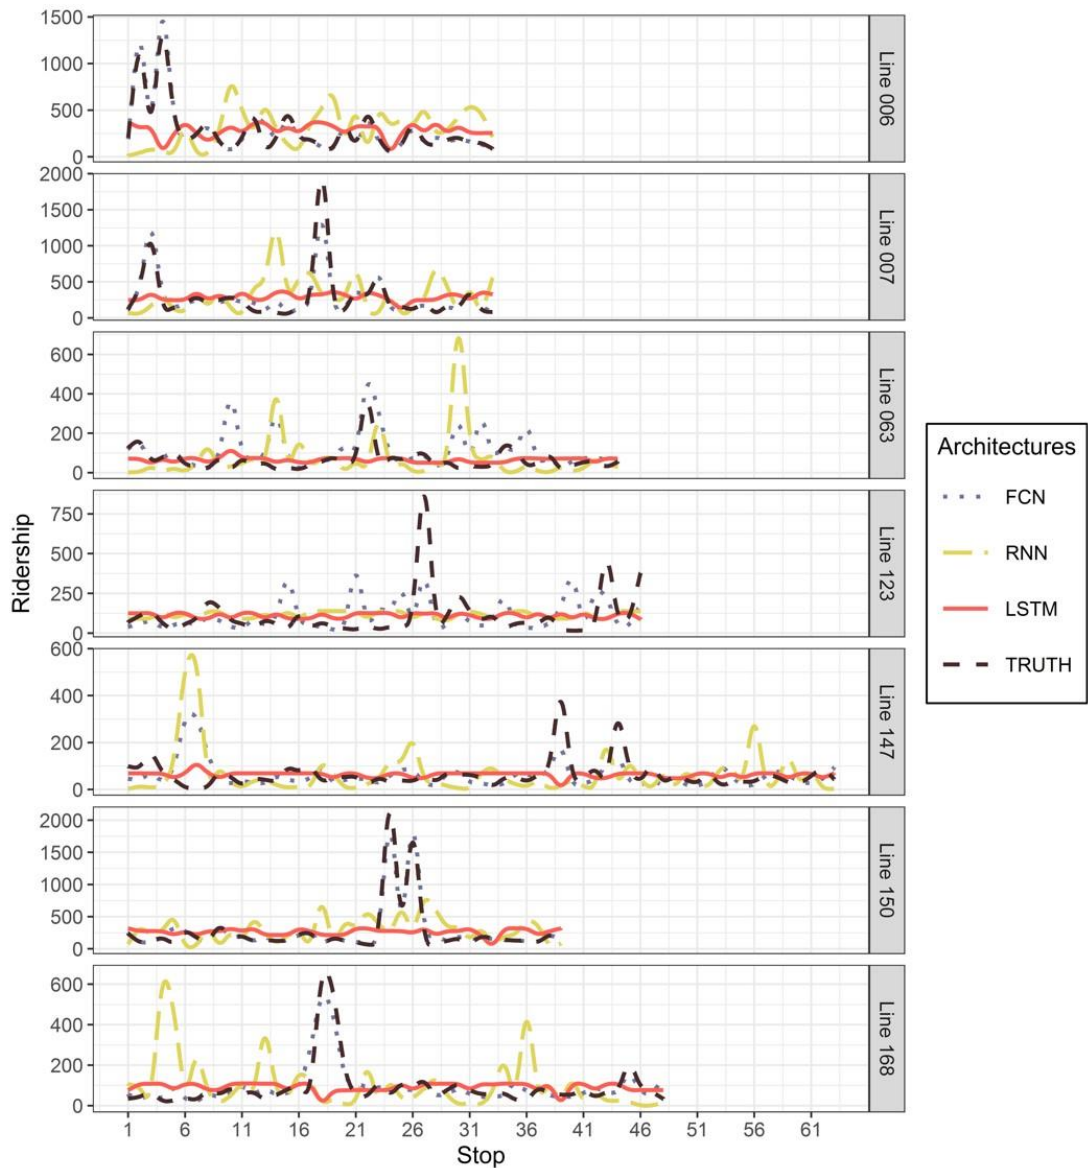 1500
1000
500
0
Line 006
2000
1500
1000
500
0
Line 007
600
400
200
0
Line 063
750
500
250
0
Line 123
600
400
200
0
Line 147
2000
1500
1000
500
0
Line 150
600
400
200
0
Line 168
Ridership
1 6 11 16 21 26 31 36 41 46 51 56 61
Stop
Architectures
FCN
RNN
LSTM
TRUTH